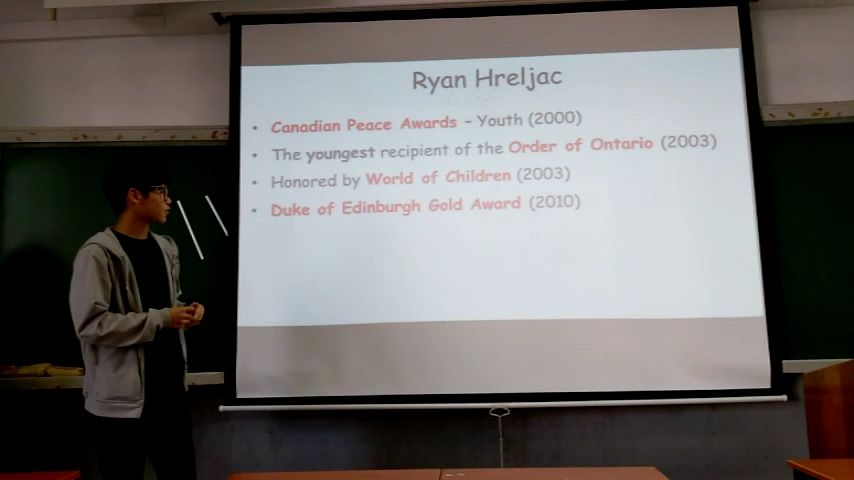 Ryan Hreljac
• Canadian Peace Awards – Youth (2000)
• The youngest recipient of the Order of Ontario (2003)
• Honored by World of Children (2003)
• Duke of Edinburgh Gold Award (2010)